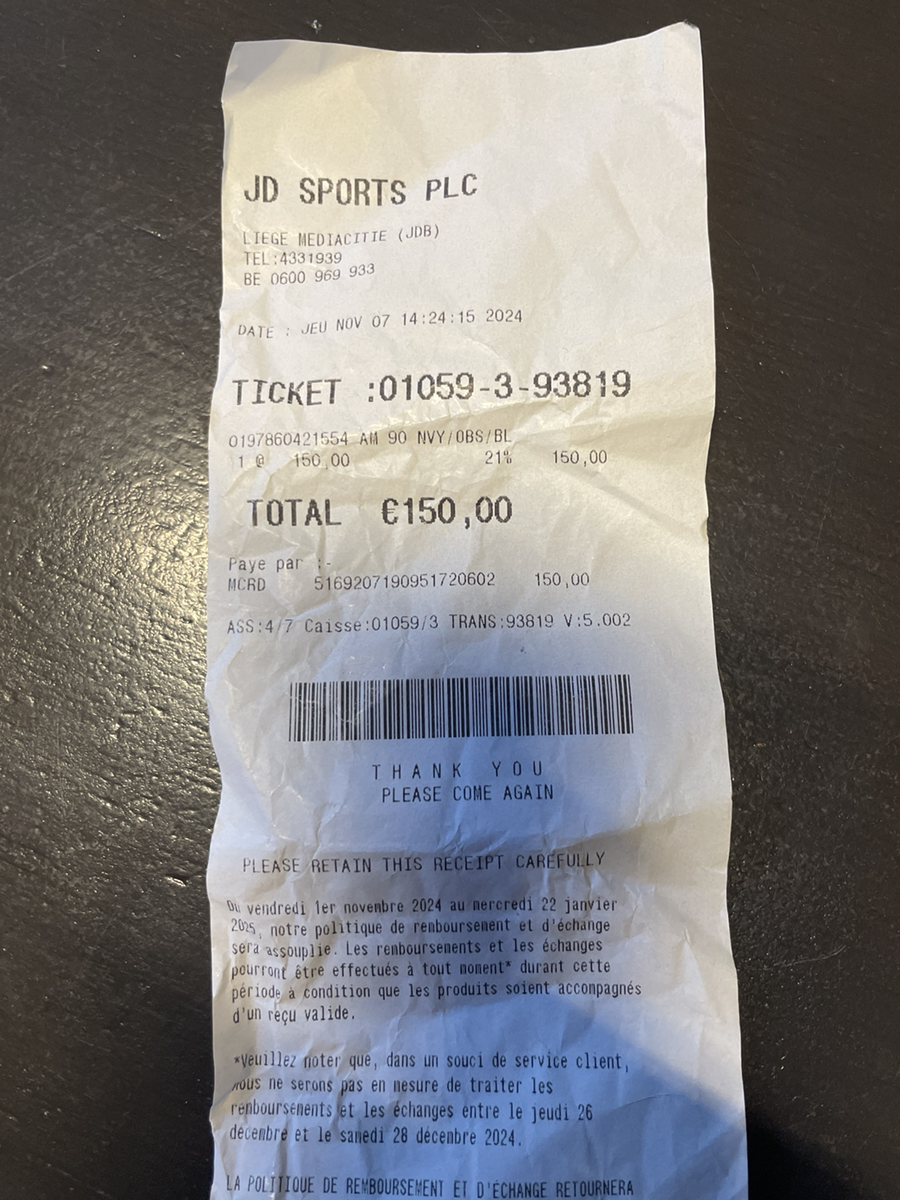 JD SPORTS PLC
LIEGE MEDIACITIE (JDB)
TEL:4331939
BE 0600 969 933
DATE : JEU NOV 07 14:24:15 2024
TICKET :01059-3-93819
0197860421554 AM 90 NVY/OBS/BL
1 @ 150,00 21% 150,00
TOTAL €150,00
Paye par :-
MCRD 5169207190951720602 150,00
ASS:4/7 Caisse:01059/3 TRANS:93819 V:5.002
THANK YOU
PLEASE COME AGAIN
PLEASE RETAIN THIS RECEIPT CAREFULLY
Du vendredi 1er novembre 2024 au mercredi 22 janvier
2025, notre politique de remboursement et d'échange
sera assouplie. Les remboursements et les échanges
pourront être effectués à tout moment* durant cette
période à condition que les produits soient accompagnés
d'un reçu valide.
*Veuillez noter que, dans un souci de service client,
nous ne serons pas en mesure de traiter les
remboursements et les échanges entre le jeudi 26
décembre et le samedi 28 décembre 2024.
LA POLITIQUE DE REMBOURSEMENT ET D'ÉCHANGE RETOURNERA